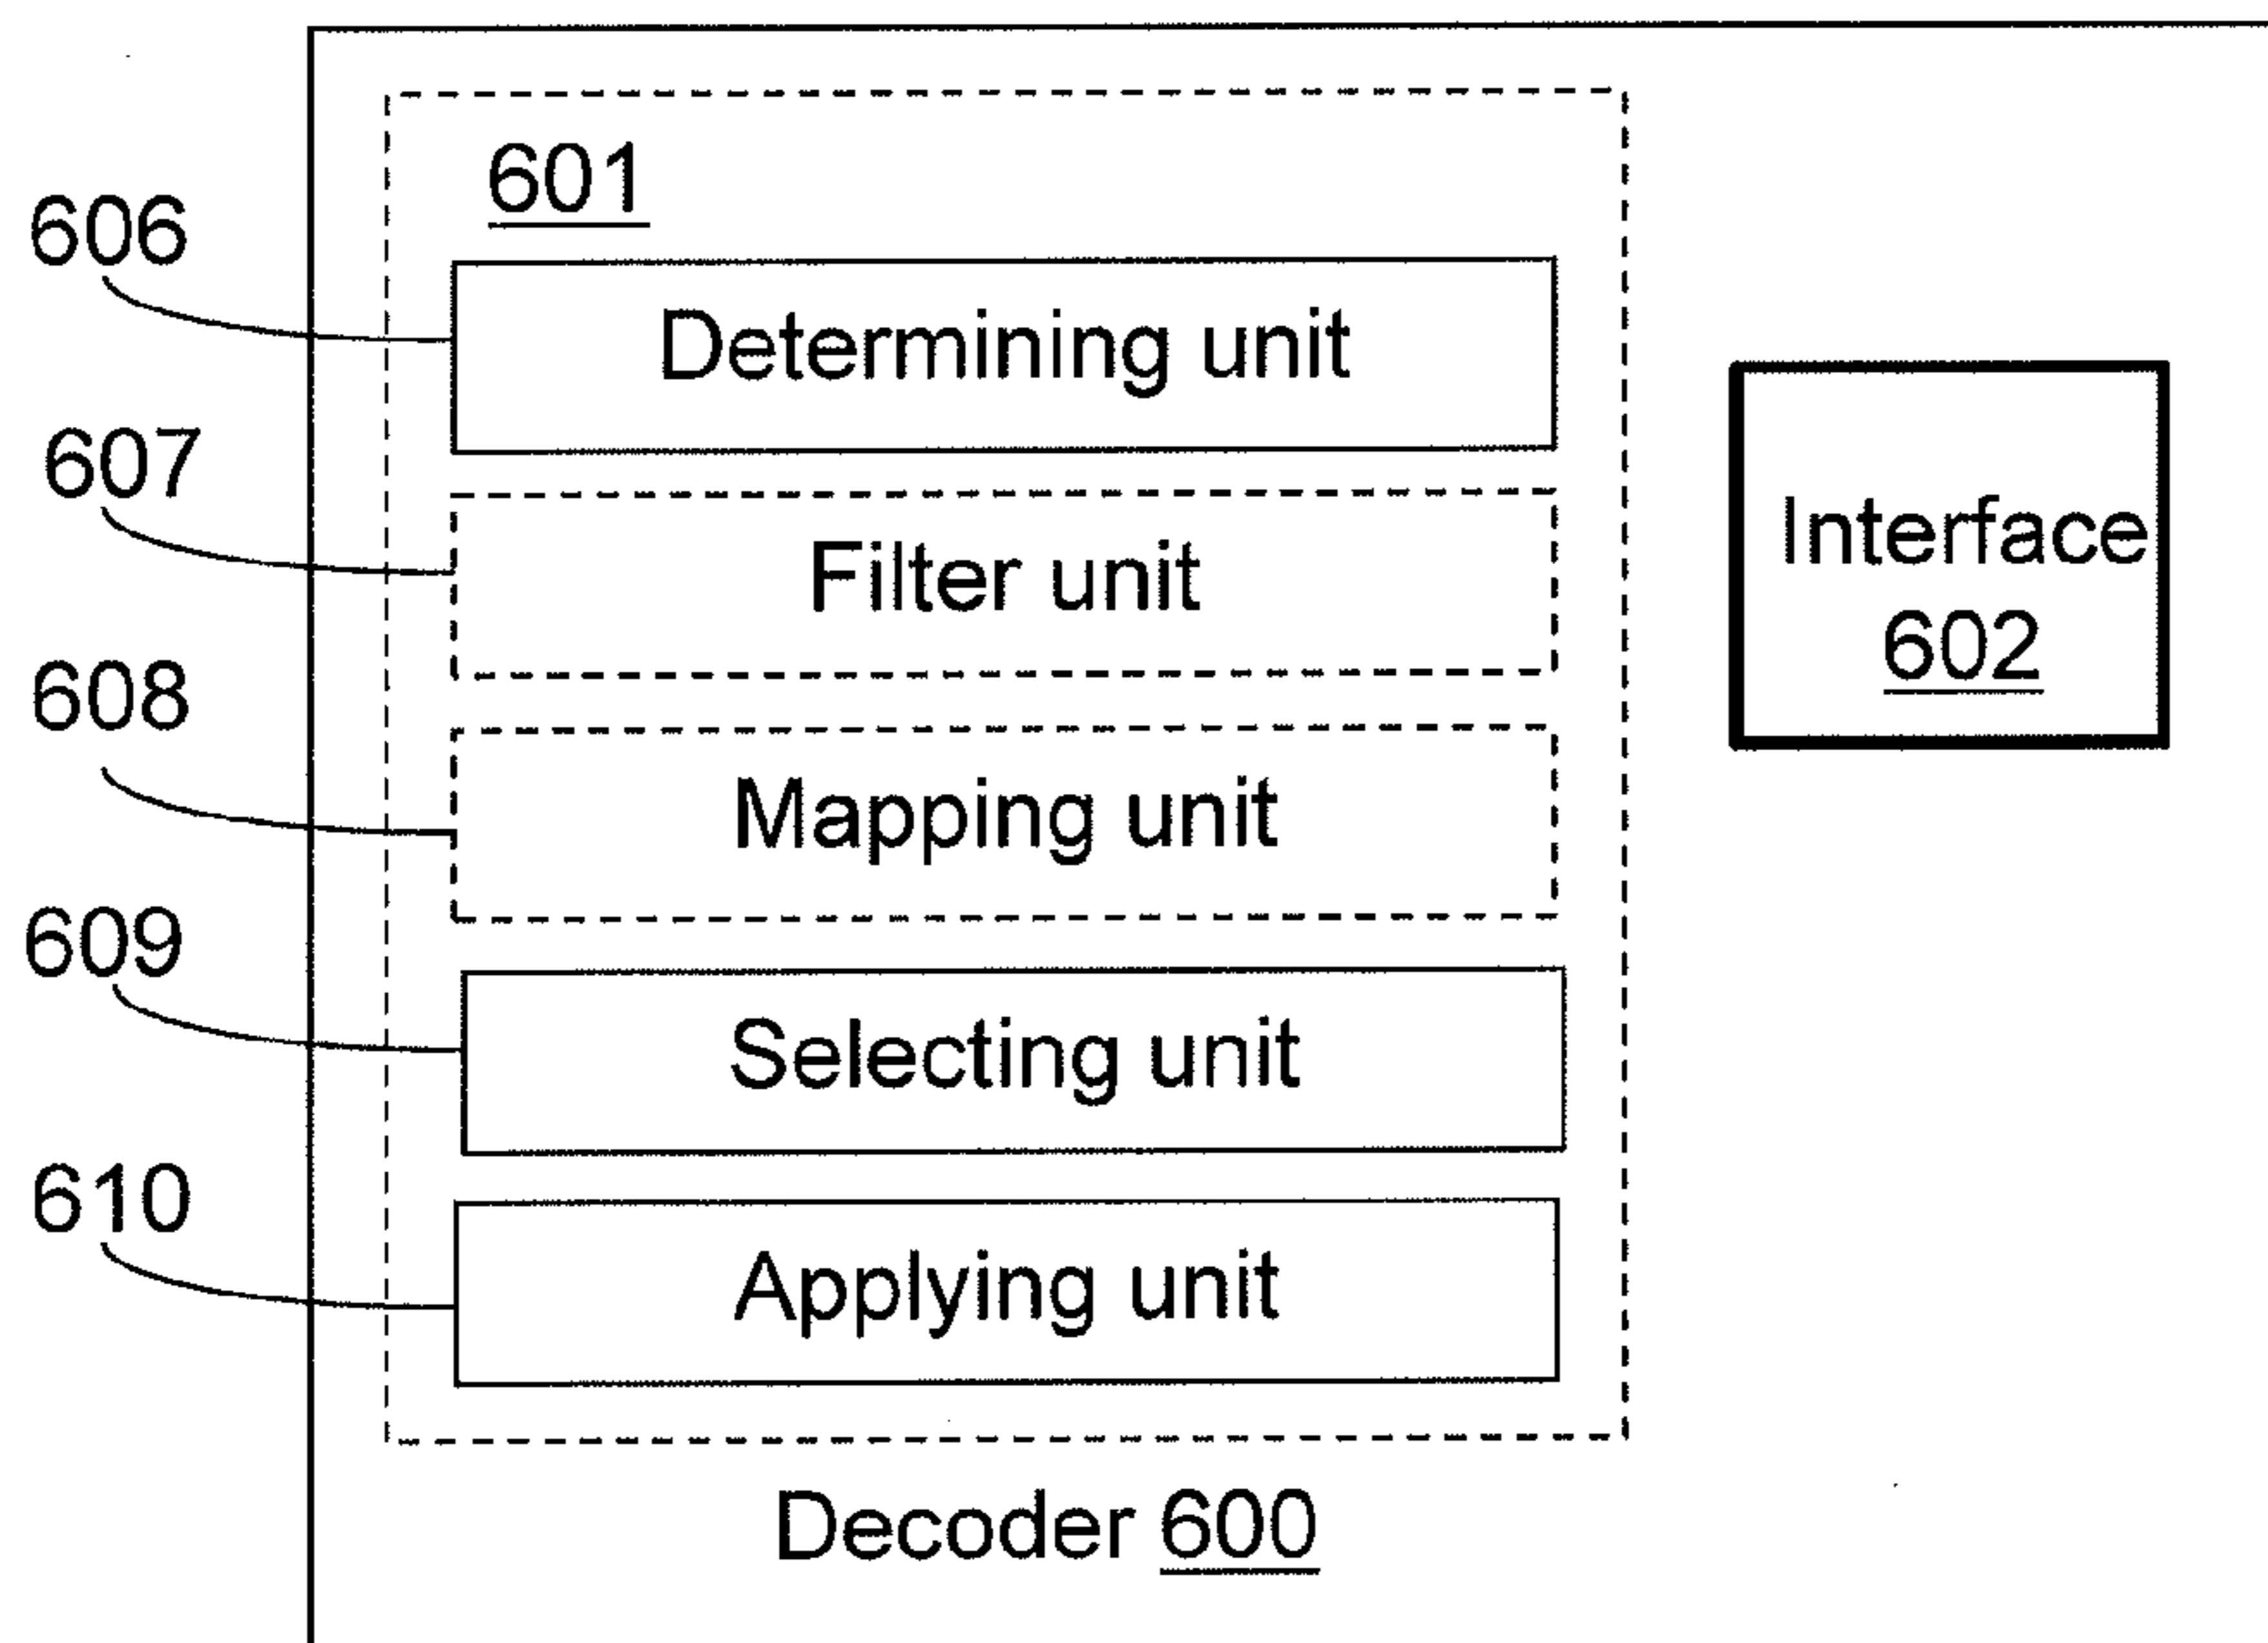 601
606
Determining unit
607
Filter unit
Interface
602
608
Mapping unit
609
Selecting unit
610
Applying unit
Decoder 600